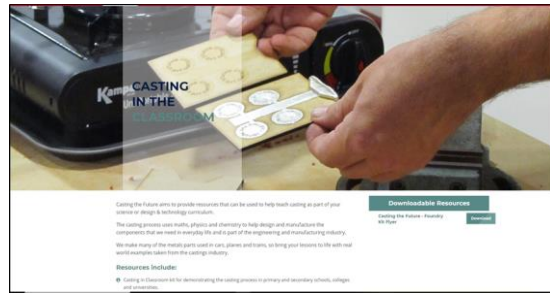 Kampa
CASTING
IN THE
CLASSROOM
Casting the Future aims to provide resources that can be used to help teach casting as part of your
science or design & technology curriculum.
The casting process uses maths, physics and chemistry to help design and manufacture the
components that we need in everyday life and is part of the engineering and manufacturing industry.
We make many of the metals parts used in cars, planes and trains, so bring your lessons to life with real
world examples taken from the castings industry.
Resources include:
Casting in Classroom kit for demonstrating the casting process in primary and secondary schools, colleges,
and universities.
Downloadable Resources
Casting the Future - Foundry
Kit Flyer
Download